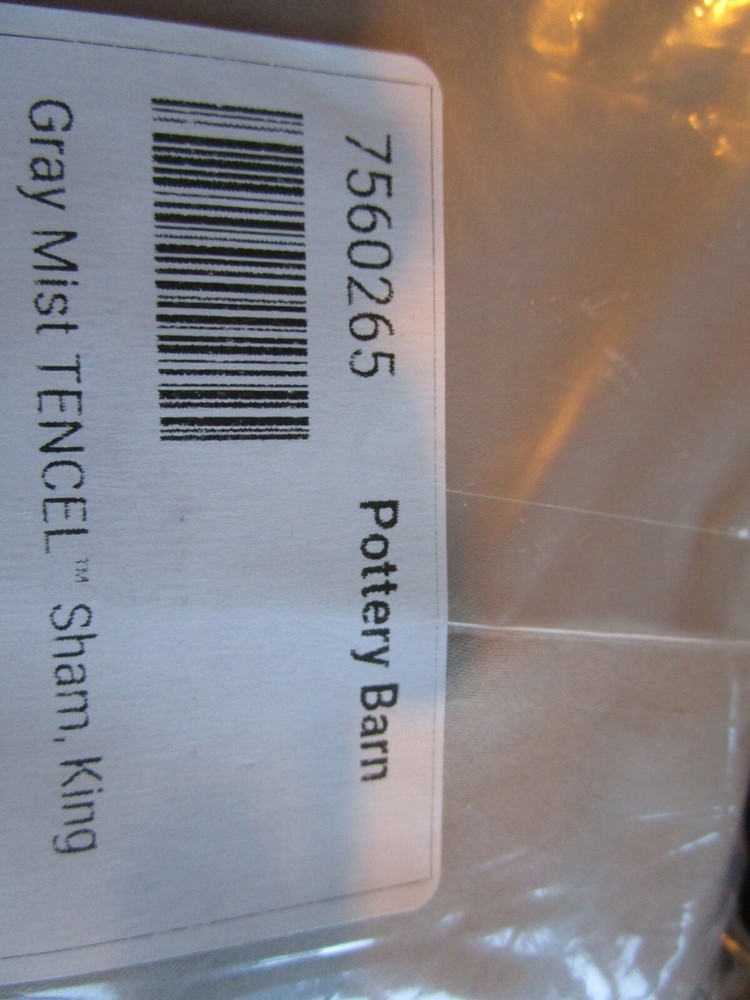 7560265 Pottery Barn
Gray Mist TENCEL™ Sham, King